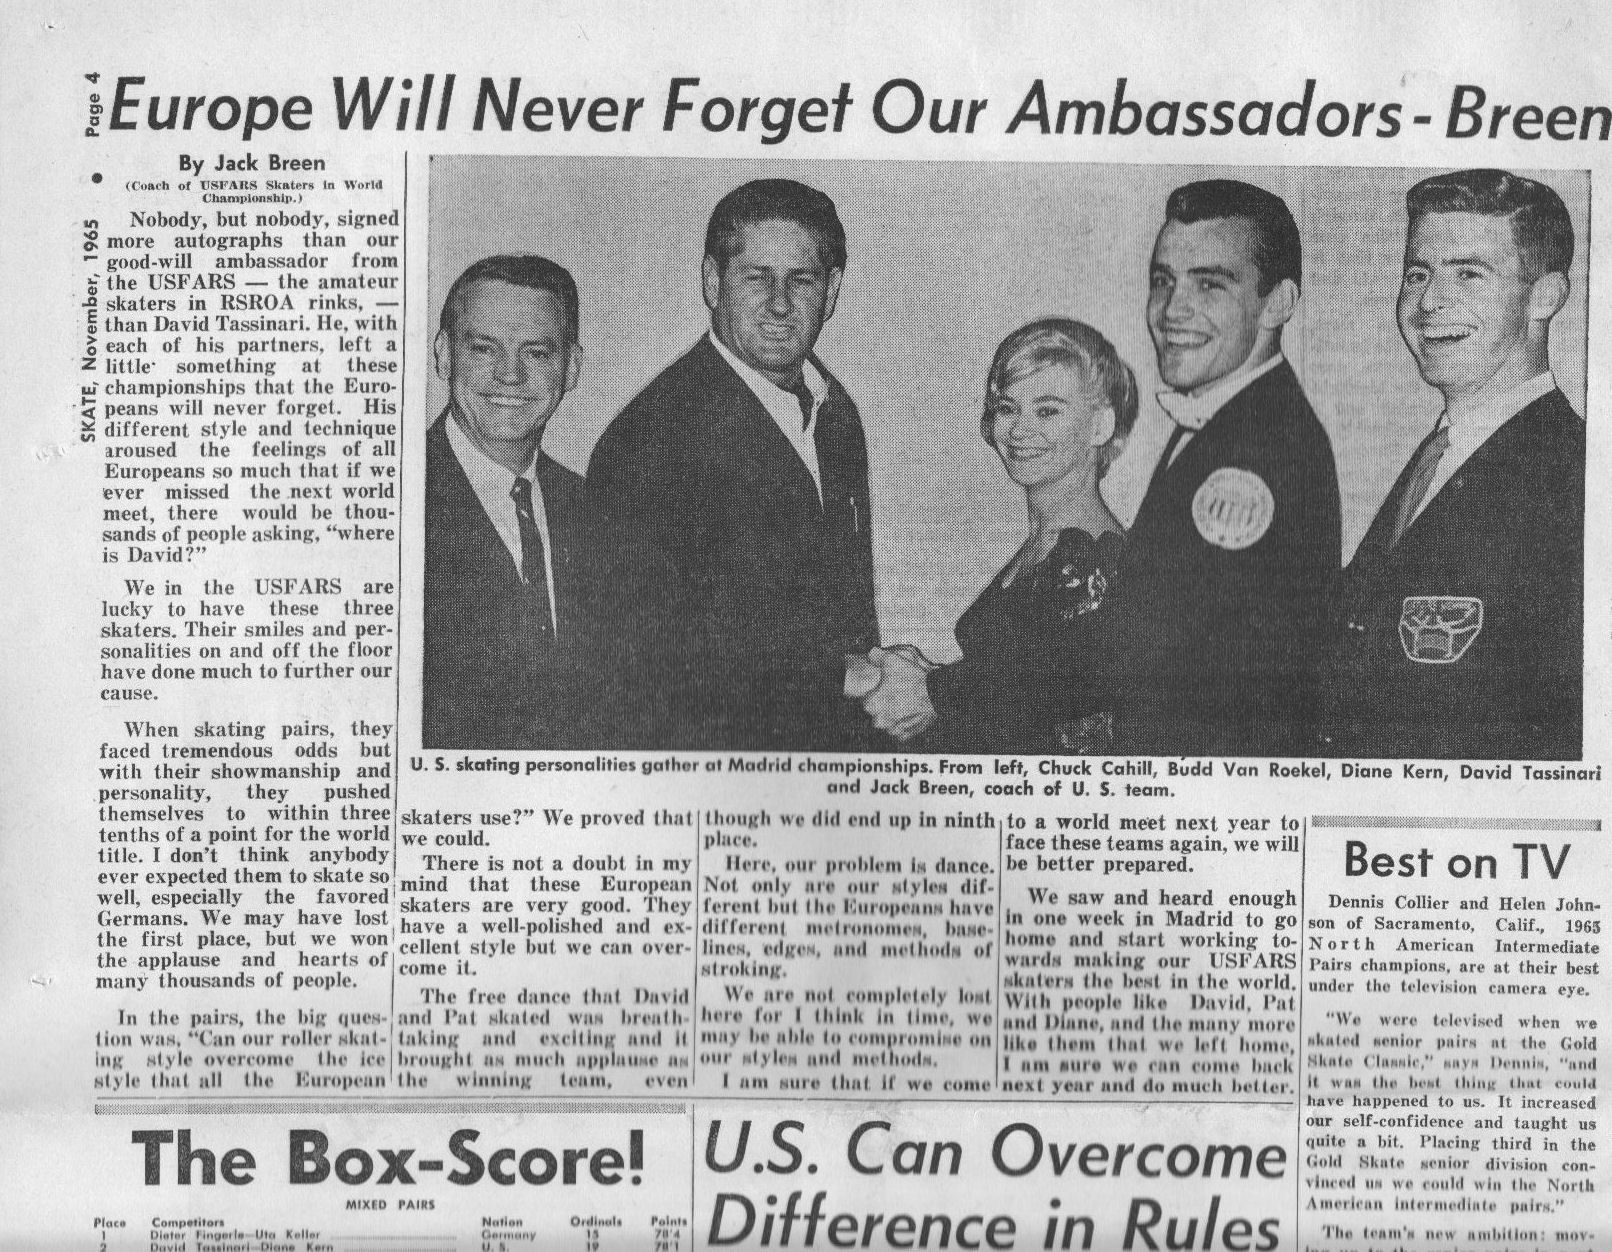 Page 4
SKATE, November, 1965
Europe Will Never Forget Our Ambassadors - Breen
By Jack Breen
(Coach of USFARS Skaters in World
Championship.)
Nobody, but nobody, signed
more autographs than our
good-will ambassador from
the USFARS — the amateur
skaters in RSROA rinks, —
than David Tassinari. He, with
each of his partners, left a
little something at these
championships that the Euro-
peans will never forget. His
different style and technique
aroused the feelings of all
Europeans so much that if we
ever missed the next world
meet, there would be thou-
sands of people asking, “where
is David?”
We in the USFARS are
lucky to have these three
skaters. Their smiles and per-
sonalities on and off the floor
have done much to further our
cause.
When skating pairs, they
faced tremendous odds but
with their showmanship and
personality, they pushed
themselves to within three
tenths of a point for the world
title. I don't think anybody
ever expected them to skate so
well, especially the favored
Germans. We may have lost
the first place, but we won
the applause and hearts of
many thousands of people.
In the pairs, the big ques-
tion was, “Can our roller skat-
ing style overcome the ice
style that all the European
U. S. skating personalities gather at Madrid championships. From left, Chuck Cahill, Budd Van Roekel, Diane Kern, David Tassinari
and Jack Breen, coach of U. S. team.
skaters use?” We proved that
we could.
There is not a doubt in my
mind that these European
skaters are very good. They
have a well-polished and ex-
cellent style but we can over-
come it.
The free dance that David
and Pat skated was breath-
taking and exciting and it
brought as much applause as
the winning team, even
though we did end up in ninth
place.
Here, our problem is dance.
Not only are our styles dif-
ferent but the Europeans have
different metronomes, base-
lines, edges, and methods of
stroking.
We are not completely lost
here for I think in time, we
may be able to compromise on
our styles and methods.
I am sure that if we come
to a world meet next year to
face these teams again, we will
be better prepared.
We saw and heard enough
in one week in Madrid to go
home and start working to-
wards making our USFARS
skaters the best in the world.
With people like David, Pat
and Diane, and the many more
like them that we left home,
I am sure we can come back
next year and do much better.
Best on TV
Dennis Collier and Helen John-
son of Sacramento, Calif., 1965
North American Intermediate
Pairs champions, are at their best
under the television camera eye.
“We were televised when we
skated senior pairs at the Gold
Skate Classic,” says Dennis, “and
it was the best thing that could
have happened to us. It increased
our self-confidence and taught us
quite a bit. Placing third in the
Gold Skate senior division con-
vinced us we could win the North
American intermediate pairs.”
The team's new ambition: mov-
The Box-Score!
MIXED PAIRS
Place Competitors Nation Ordinals Points
1 Dieter Fingerle—Uta Keller Germany 15 78'4
2 David Tassinari—Diane Kern U. S. 19 78'1
U.S. Can Overcome
Difference in Rules